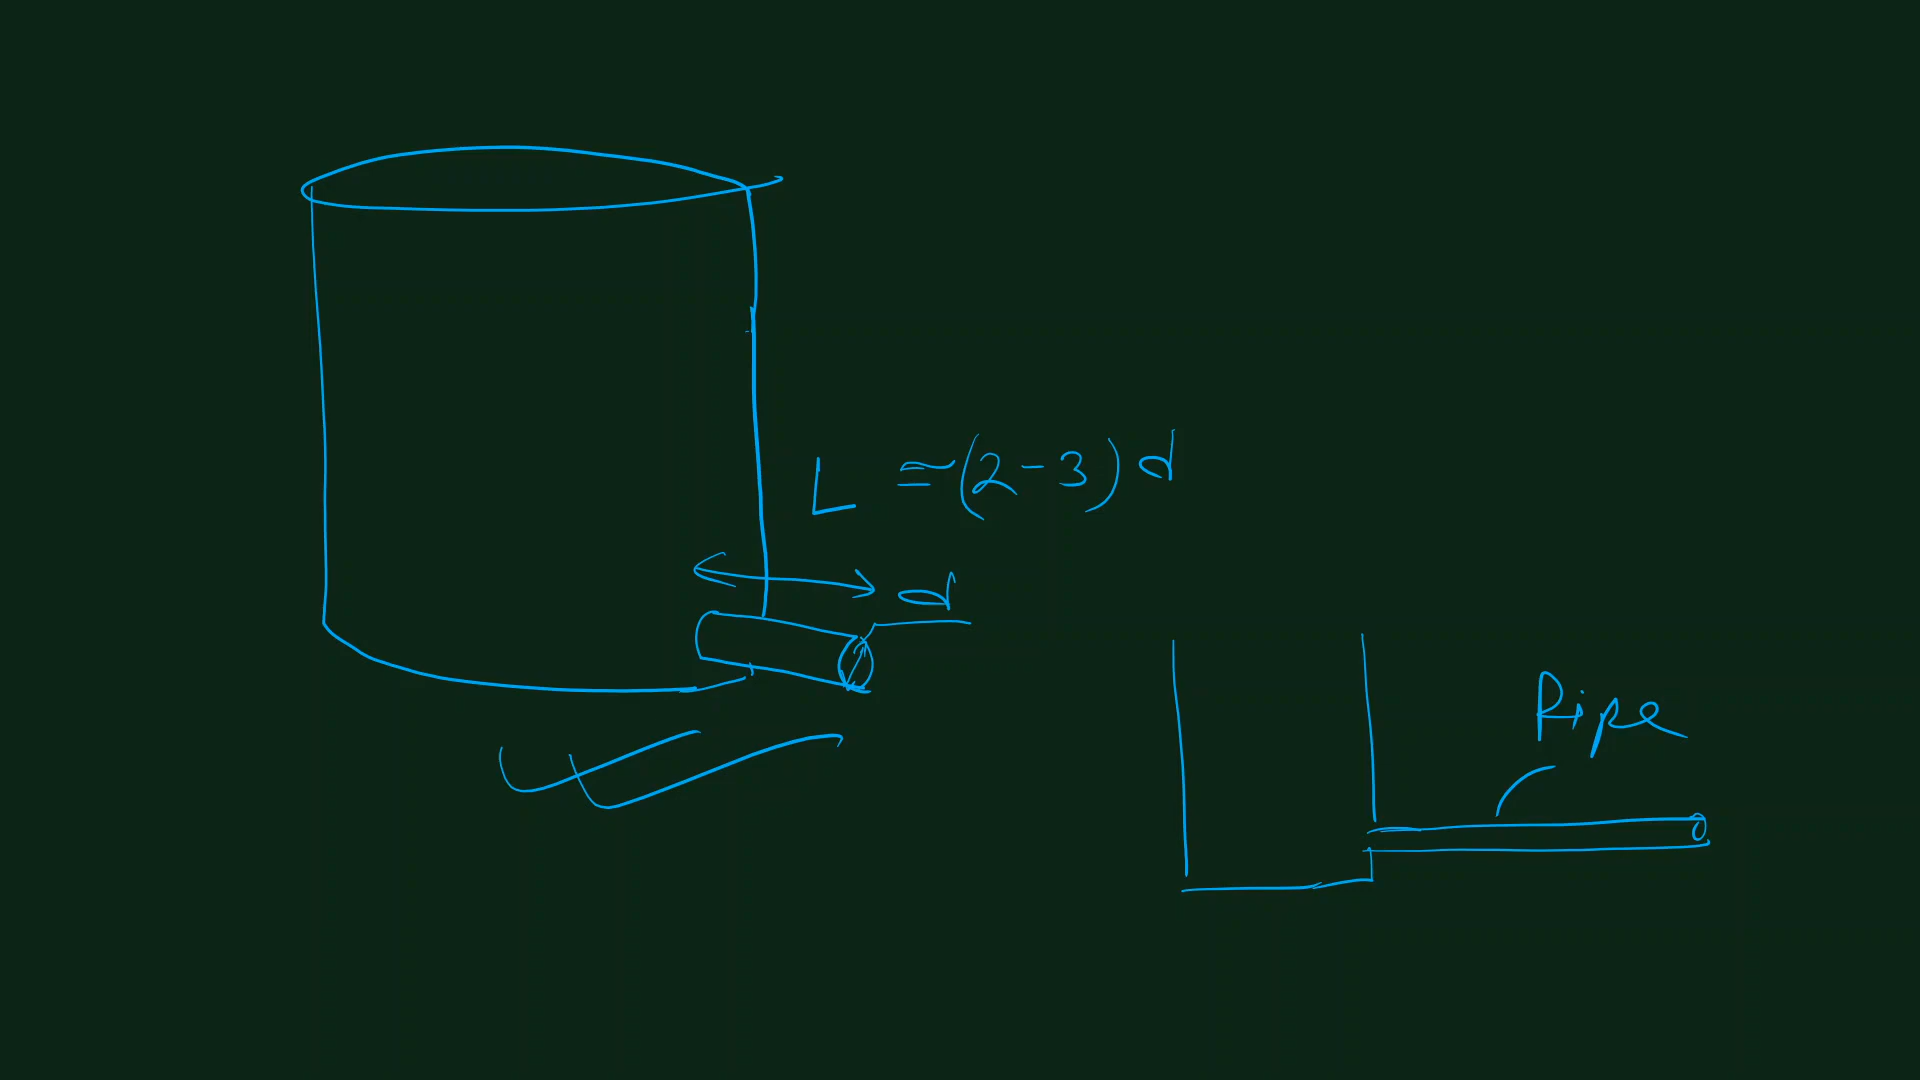 L = (2-3) d
d
Pipe